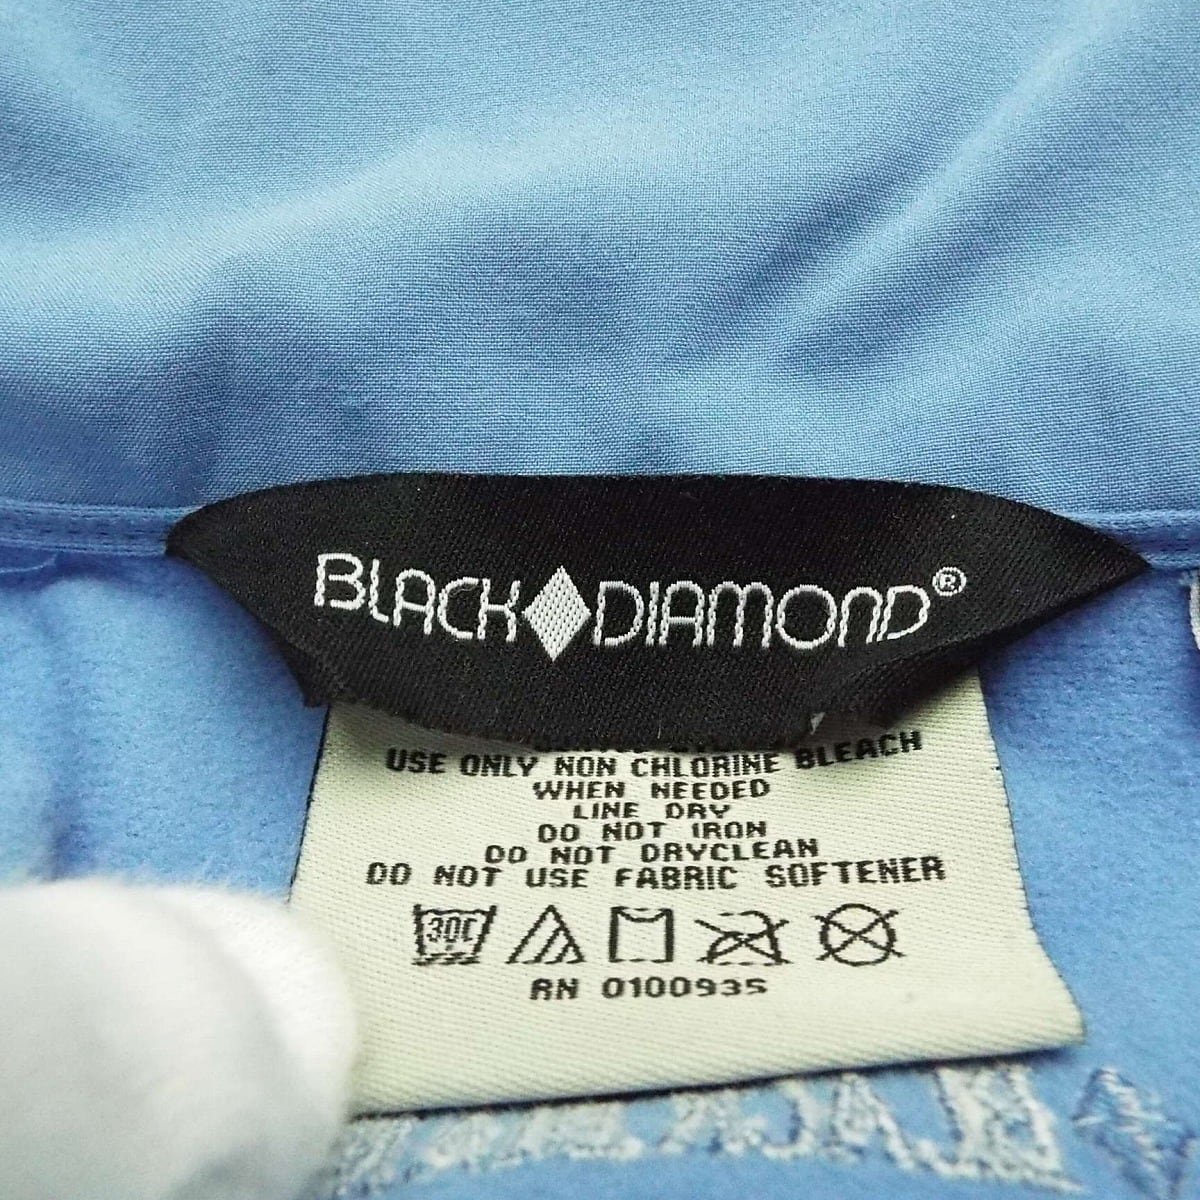 BLACK♦DIAMOND®
USE ONLY NON CHLORINE BLEACH
WHEN NEEDED
LINE DRY
DO NOT IRON
DO NOT DRYCLEAN
DO NOT USE FABRIC SOFTENER
30C
RN 0100935